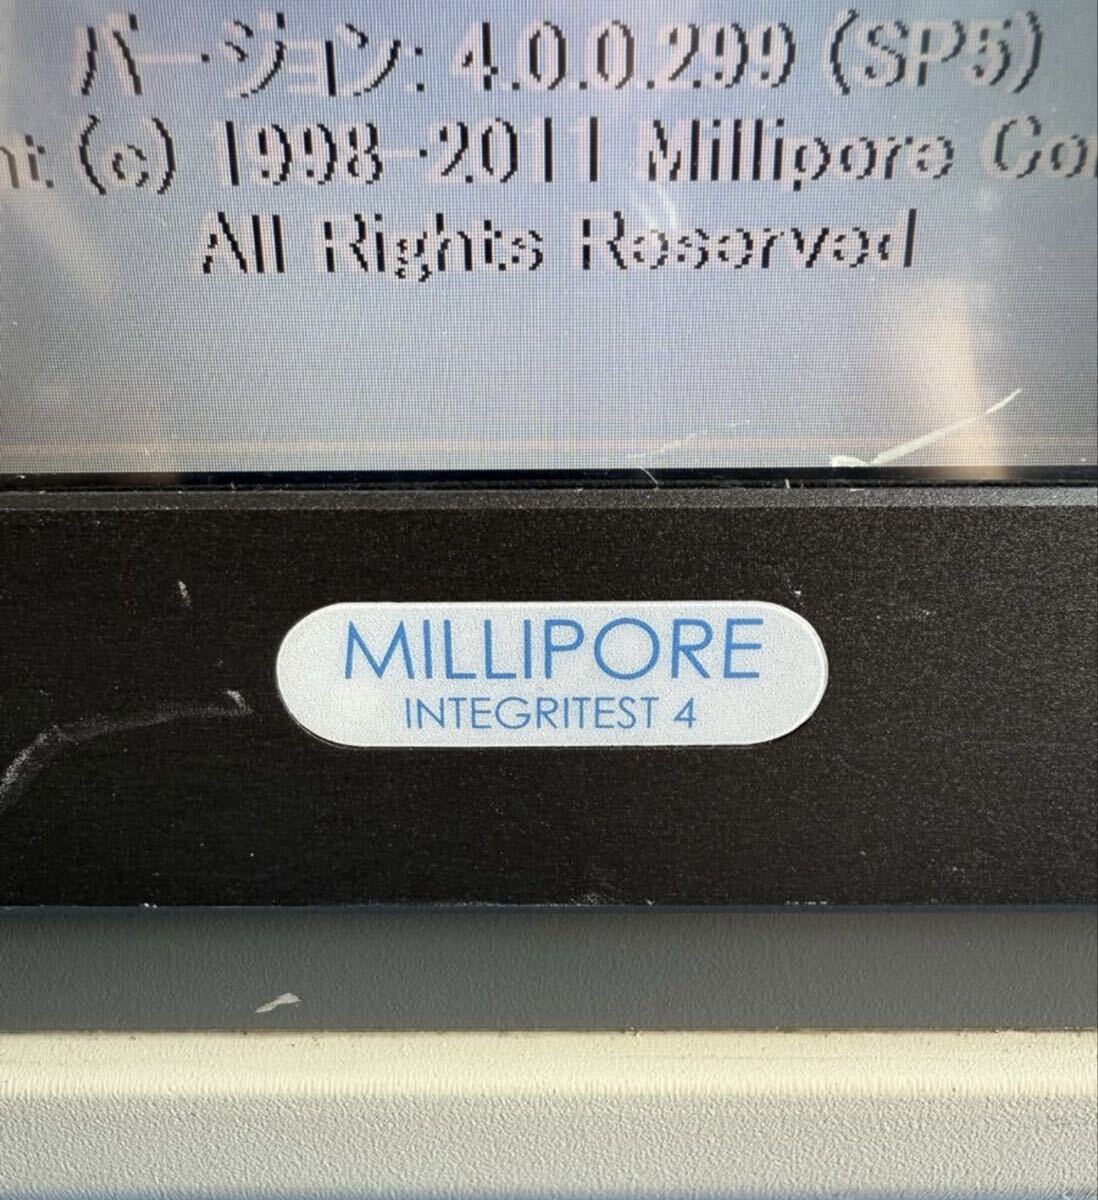 バージョン: 4.0.0.299 (SP5)
(c) 1998-2011 Millipore
All Rights Reserved
MILLIPORE
INTEGRITEST 4